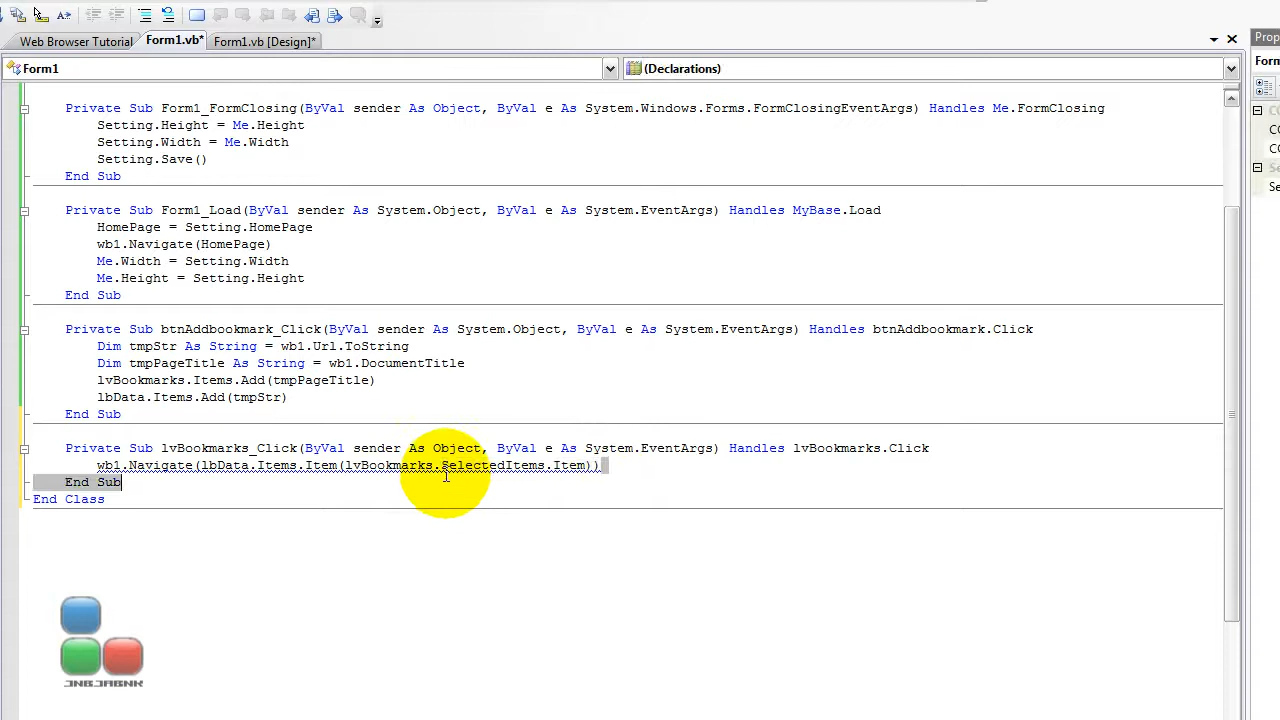 Web Browser Tutorial
Form1.vb*
Form1.vb [Design]*
Prop
Form1
(Declarations)
Form
Private Sub Form1_FormClosing(ByVal sender As Object, ByVal e As System.Windows.Forms.FormClosingEventArgs) Handles Me.FormClosing
Setting.Height = Me.Height
Setting.Width = Me.Width
Setting.Save()
End Sub
Private Sub Form1_Load(ByVal sender As System.Object, ByVal e As System.EventArgs) Handles MyBase.Load
HomePage = Setting.HomePage
wb1.Navigate(HomePage)
Me.Width = Setting.Width
Me.Height = Setting.Height
End Sub
Private Sub btnAddbookmark_Click(ByVal sender As System.Object, ByVal e As System.EventArgs) Handles btnAddbookmark.Click
Dim tmpStr As String = wb1.Url.ToString
Dim tmpPageTitle As String = wb1.DocumentTitle
lvBookmarks.Items.Add(tmpPageTitle)
lbData.Items.Add(tmpStr)
End Sub
Private Sub lvBookmarks_Click(ByVal sender As Object, ByVal e As System.EventArgs) Handles lvBookmarks.Click
wb1.Navigate(lbData.Items.Item(lvBookmarks.SelectedItems.Item))
End Sub
End Class
CO
CO
Se
Se
JNBJABNK